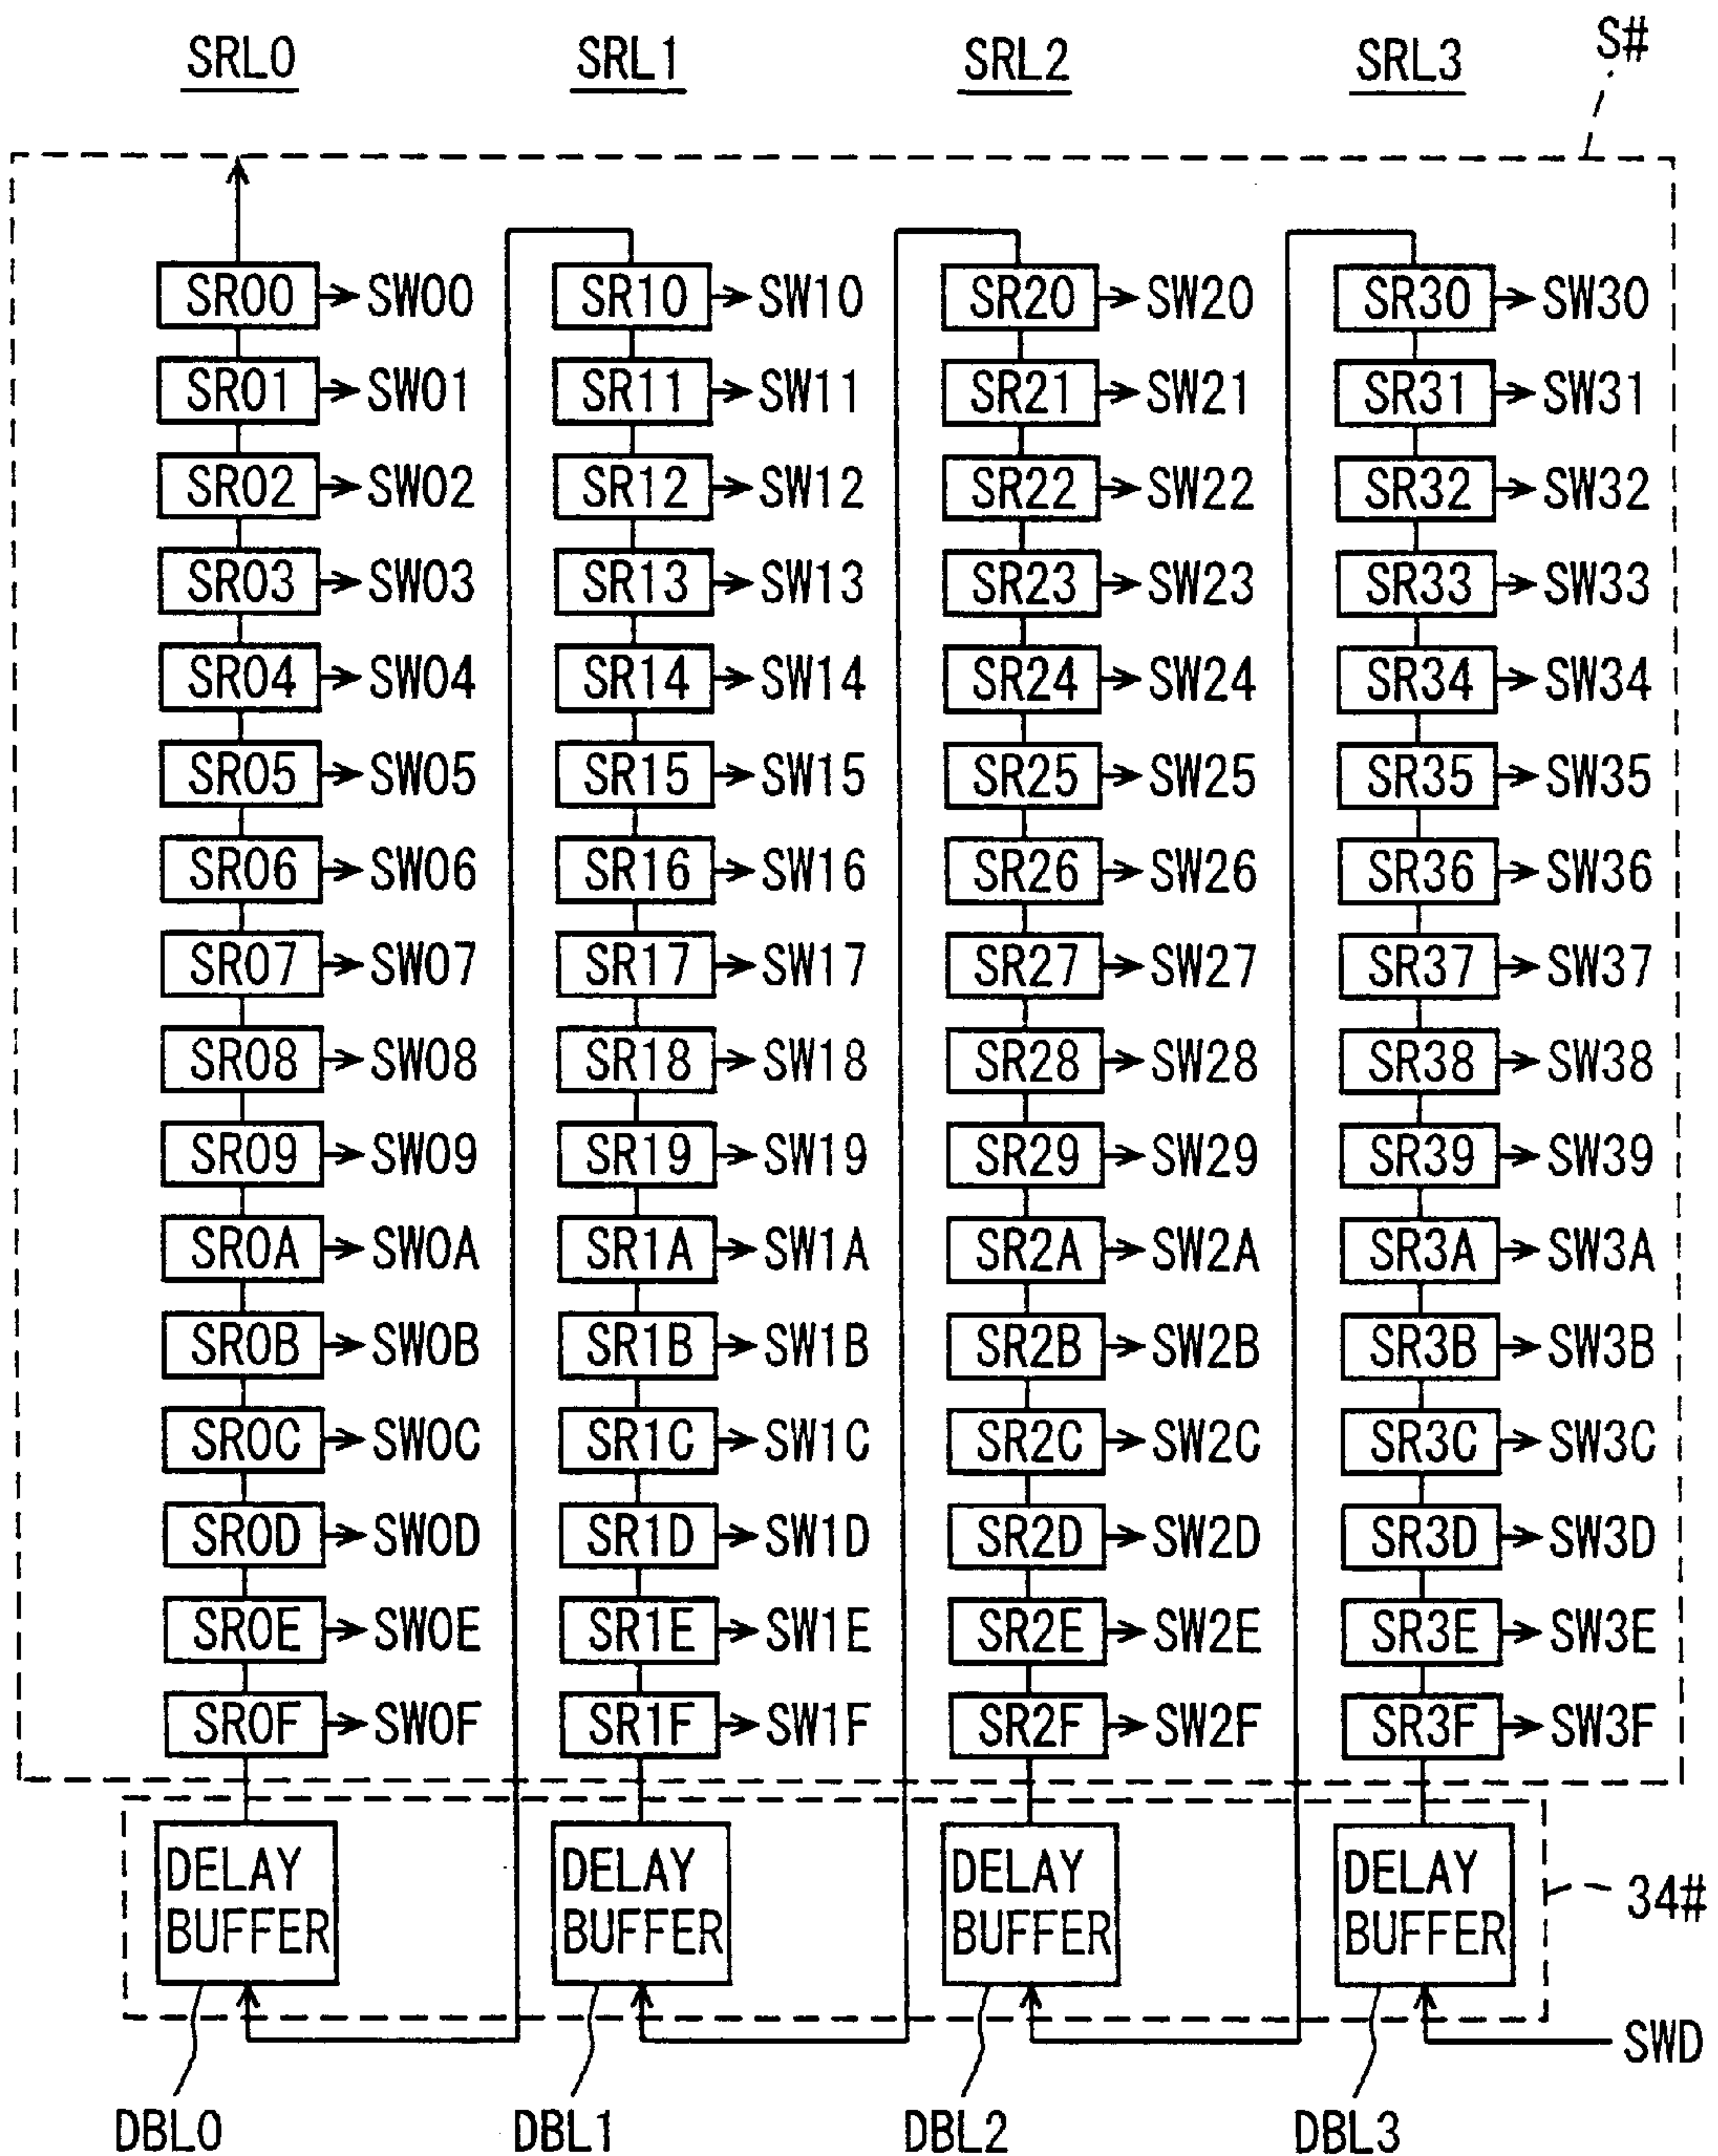 SRL0 SRL1 SRL2 SRL3 S#
SR00 SW00 SR10 SW10 SR20 SW20 SR30 SW30
SR01 SW01 SR11 SW11 SR21 SW21 SR31 SW31
SR02 SW02 SR12 SW12 SR22 SW22 SR32 SW32
SR03 SW03 SR13 SW13 SR23 SW23 SR33 SW33
SR04 SW04 SR14 SW14 SR24 SW24 SR34 SW34
SR05 SW05 SR15 SW15 SR25 SW25 SR35 SW35
SR06 SW06 SR16 SW16 SR26 SW26 SR36 SW36
SR07 SW07 SR17 SW17 SR27 SW27 SR37 SW37
SR08 SW08 SR18 SW18 SR28 SW28 SR38 SW38
SR09 SW09 SR19 SW19 SR29 SW29 SR39 SW39
SR0A SW0A SR1A SW1A SR2A SW2A SR3A SW3A
SR0B SW0B SR1B SW1B SR2B SW2B SR3B SW3B
SR0C SW0C SR1C SW1C SR2C SW2C SR3C SW3C
SR0D SW0D SR1D SW1D SR2D SW2D SR3D SW3D
SR0E SW0E SR1E SW1E SR2E SW2E SR3E SW3E
SR0F SW0F SR1F SW1F SR2F SW2F SR3F SW3F
DELAY DELAY DELAY DELAY
BUFFER BUFFER BUFFER BUFFER 34#
SWD
DBL0 DBL1 DBL2 DBL3